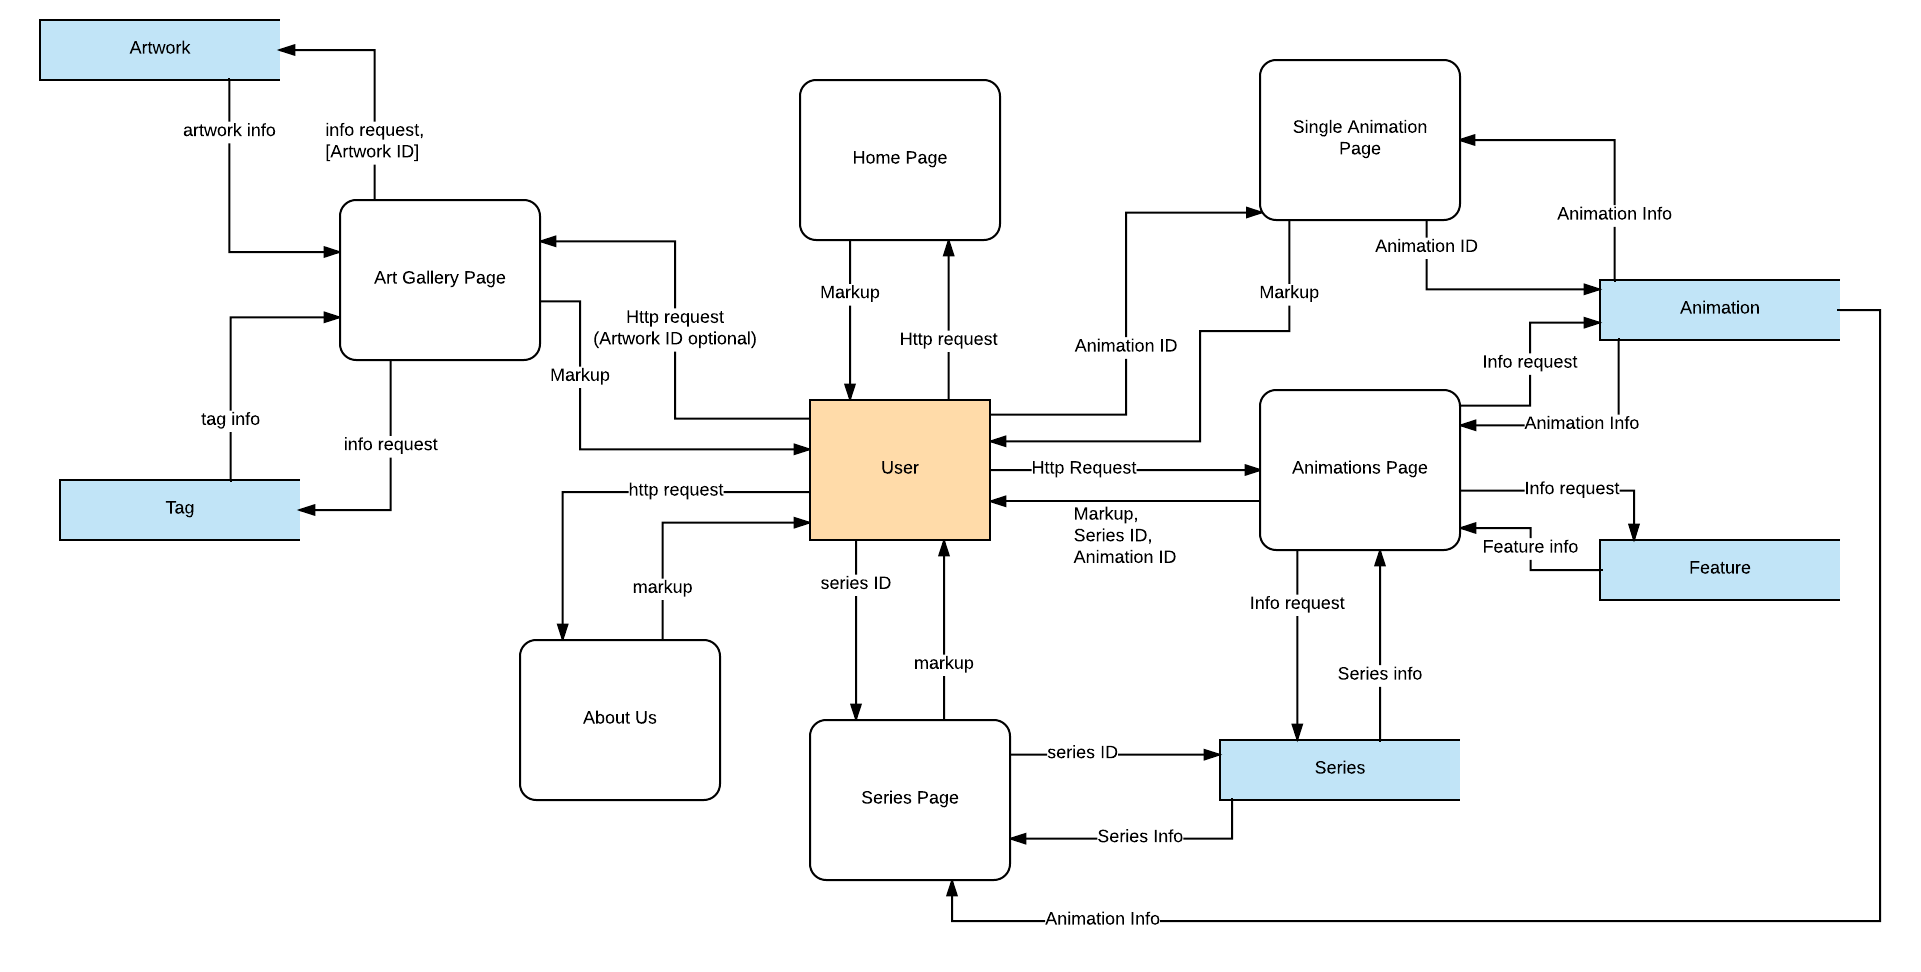 Artwork
artwork info
info request,
[Artwork ID]
Art Gallery Page
Http request
(Artwork ID optional)
Markup
tag info
info request
Tag
Home Page
Markup
Http request
Single Animation
Page
Animation Info
Animation ID
Markup
Animation ID
Animation
Info request
Animation Info
User
Http Request
Animations Page
Markup,
Series ID,
Animation ID
Info request
Feature info
Feature
http request
markup
About Us
series ID
markup
Info request
Series info
Series Page
series ID
Series
Series Info
Animation Info